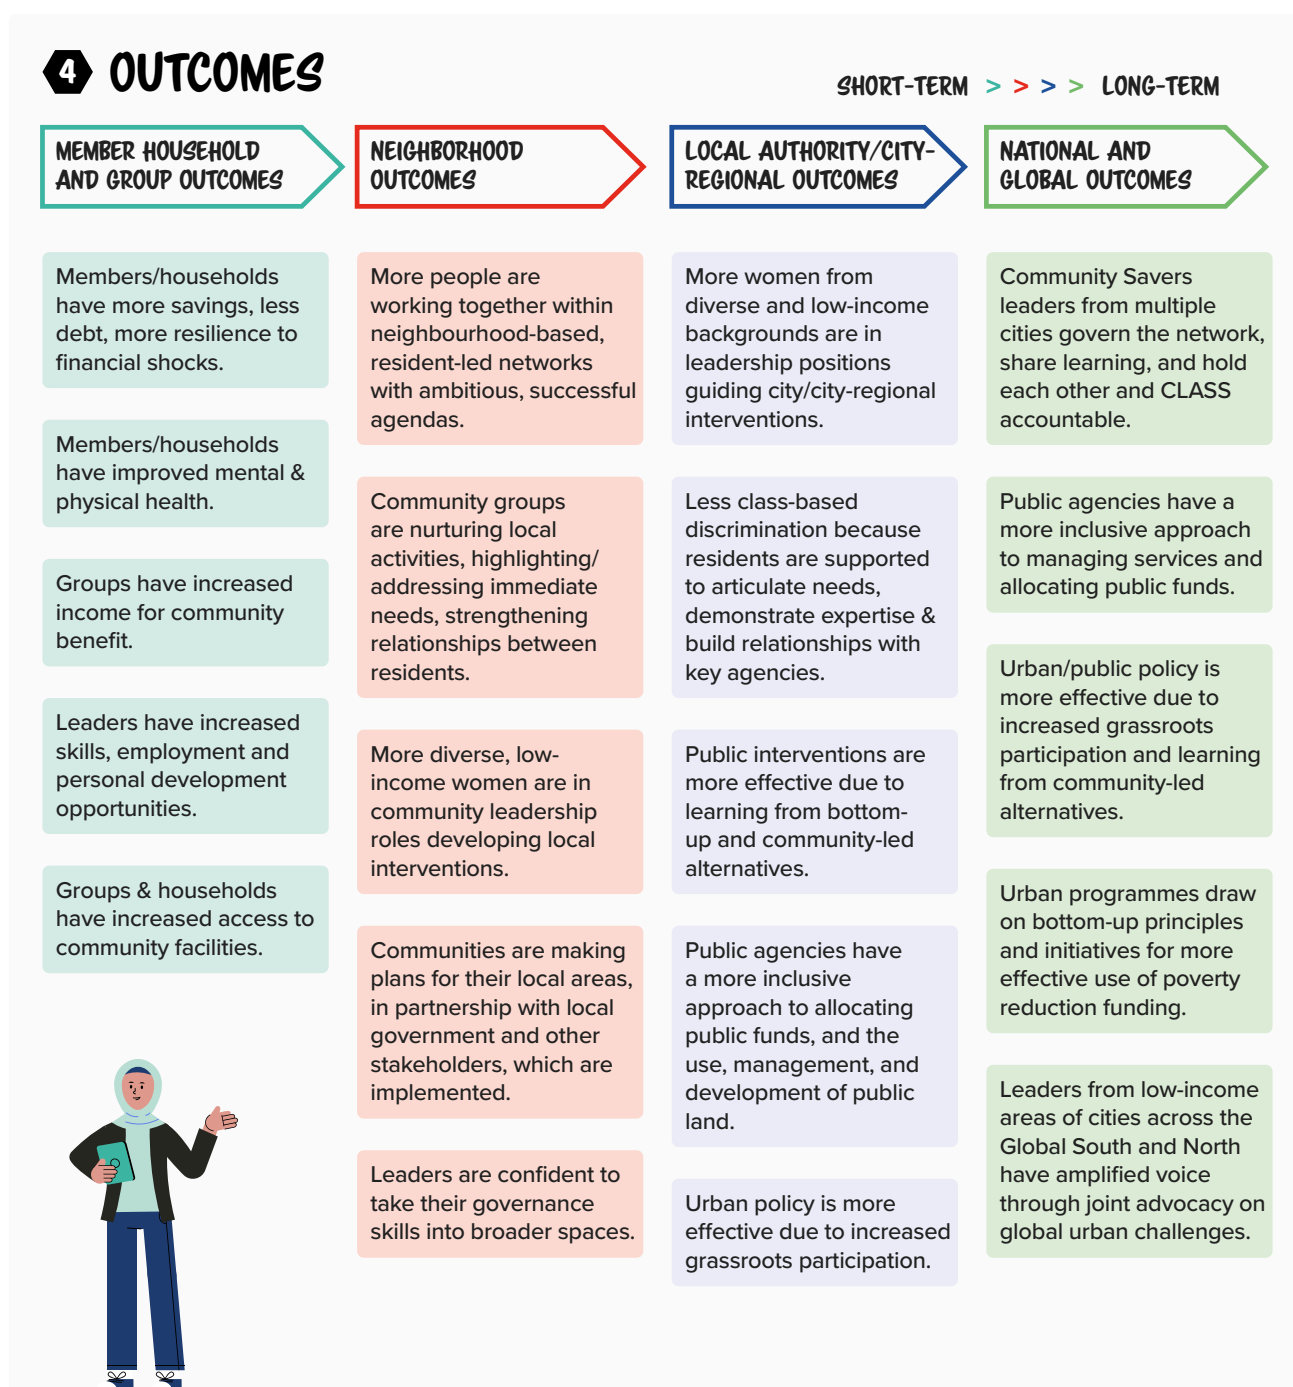 4 OUTCOMES
SHORT-TERM > > > > LONG-TERM
MEMBER HOUSEHOLD
AND GROUP OUTCOMES
Members/households
have more savings, less
debt, more resilience to
financial shocks.
Members/households
have improved mental &
physical health.
Groups have increased
income for community
benefit.
Leaders have increased
skills, employment and
personal development
opportunities.
Groups & households
have increased access to
community facilities.
NEIGHBORHOOD
OUTCOMES
More people are
working together within
neighbourhood-based,
resident-led networks
with ambitious, successful
agendas.
Community groups
are nurturing local
activities, highlighting/
addressing immediate
needs, strengthening
relationships between
residents.
More diverse, low-
income women are in
community leadership
roles developing local
interventions.
Communities are making
plans for their local areas,
in partnership with local
government and other
stakeholders, which are
implemented.
Leaders are confident to
take their governance
skills into broader spaces.
LOCAL AUTHORITY/CITY-
REGIONAL OUTCOMES
More women from
diverse and low-income
backgrounds are in
leadership positions
guiding city/city-regional
interventions.
Less class-based
discrimination because
residents are supported
to articulate needs,
demonstrate expertise &
build relationships with
key agencies.
Public interventions are
more effective due to
learning from bottom-
up and community-led
alternatives.
Public agencies have
a more inclusive
approach to allocating
public funds, and the
use, management, and
development of public
land.
Urban policy is more
effective due to increased
grassroots participation.
NATIONAL AND
GLOBAL OUTCOMES
Community Savers
leaders from multiple
cities govern the network,
share learning, and hold
each other and CLASS
accountable.
Public agencies have a
more inclusive approach
to managing services and
allocating public funds.
Urban/public policy is
more effective due to
increased grassroots
participation and learning
from community-led
alternatives.
Urban programmes draw
on bottom-up principles
and initiatives for more
effective use of poverty
reduction funding.
Leaders from low-income
areas of cities across the
Global South and North
have amplified voice
through joint advocacy on
global urban challenges.